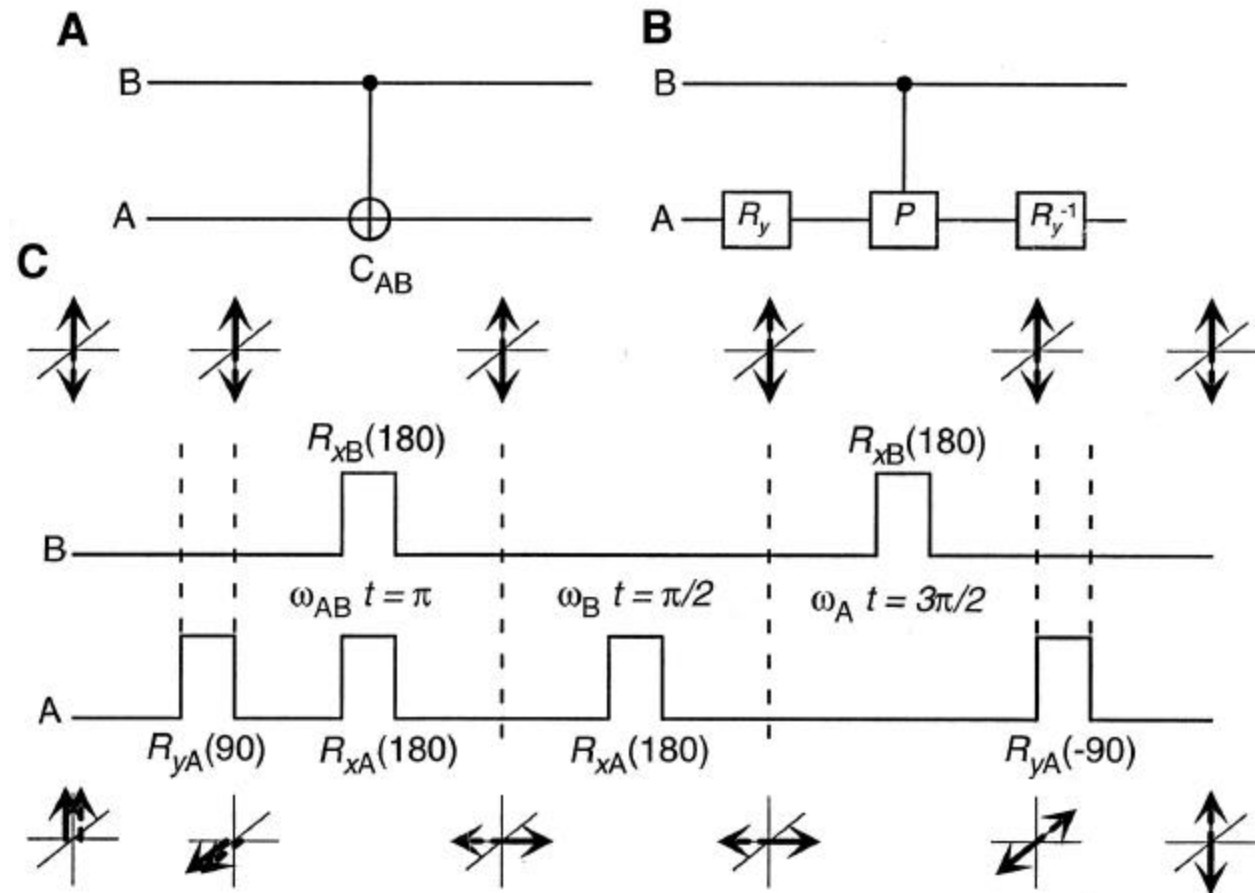 A
B
B
B
A
A
R_y
P
R_y^-1
C_AB
C
R_xB(180)
R_xB(180)
B
ω_AB t = π
ω_B t = π/2
ω_A t = 3π/2
A
R_yA(90)
R_xA(180)
R_xA(180)
R_yA(-90)